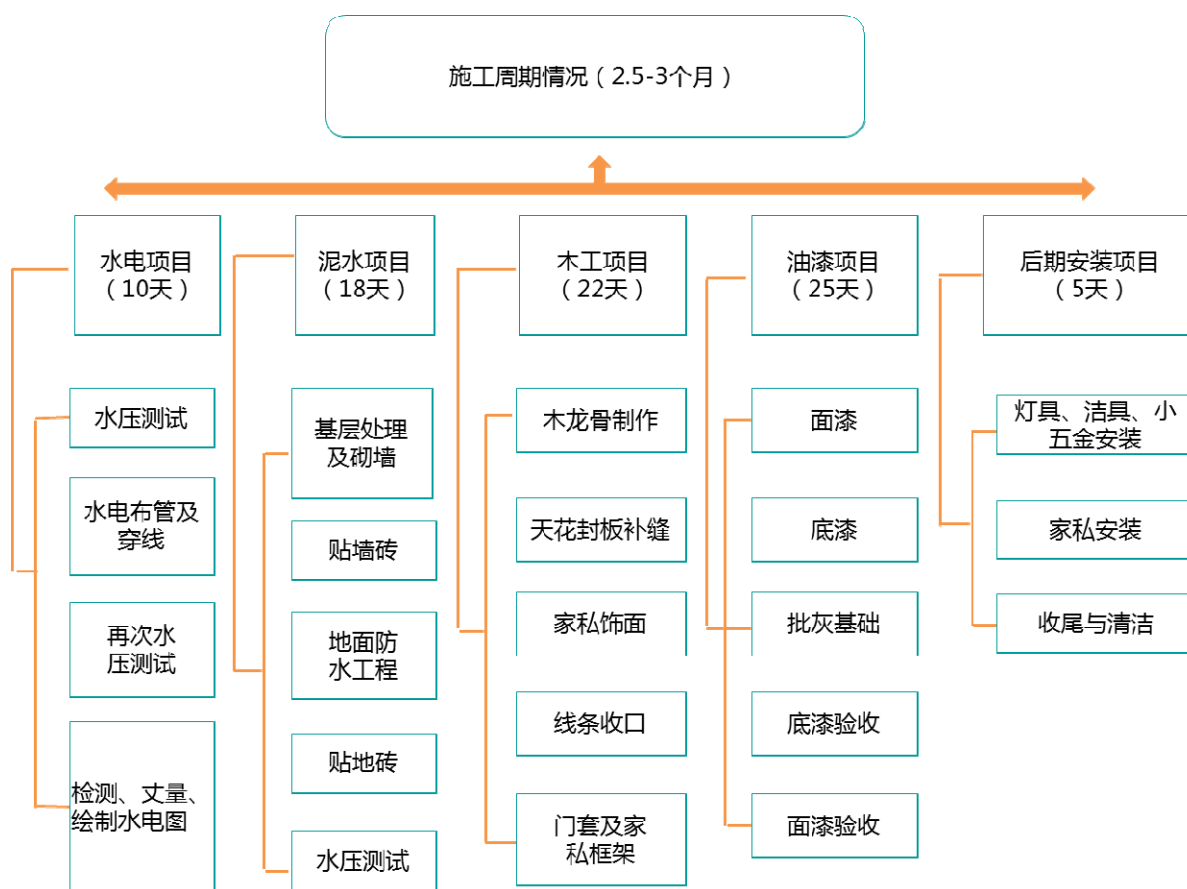 施工周期情况（2.5-3个月）
水电项目
（10天）
水压测试
水电布管及
穿线
再次水
压测试
检测、丈量、
绘制水电图
泥水项目
（18天）
基层处理
及砌墙
贴墙砖
地面防
水工程
贴地砖
水压测试
木工项目
（22天）
木龙骨制作
天花封板补缝
家私饰面
线条收口
门套及家
私框架
油漆项目
（25天）
面漆
底漆
批灰基础
底漆验收
面漆验收
后期安装项目
（5天）
灯具、洁具、小
五金安装
家私安装
收尾与清洁